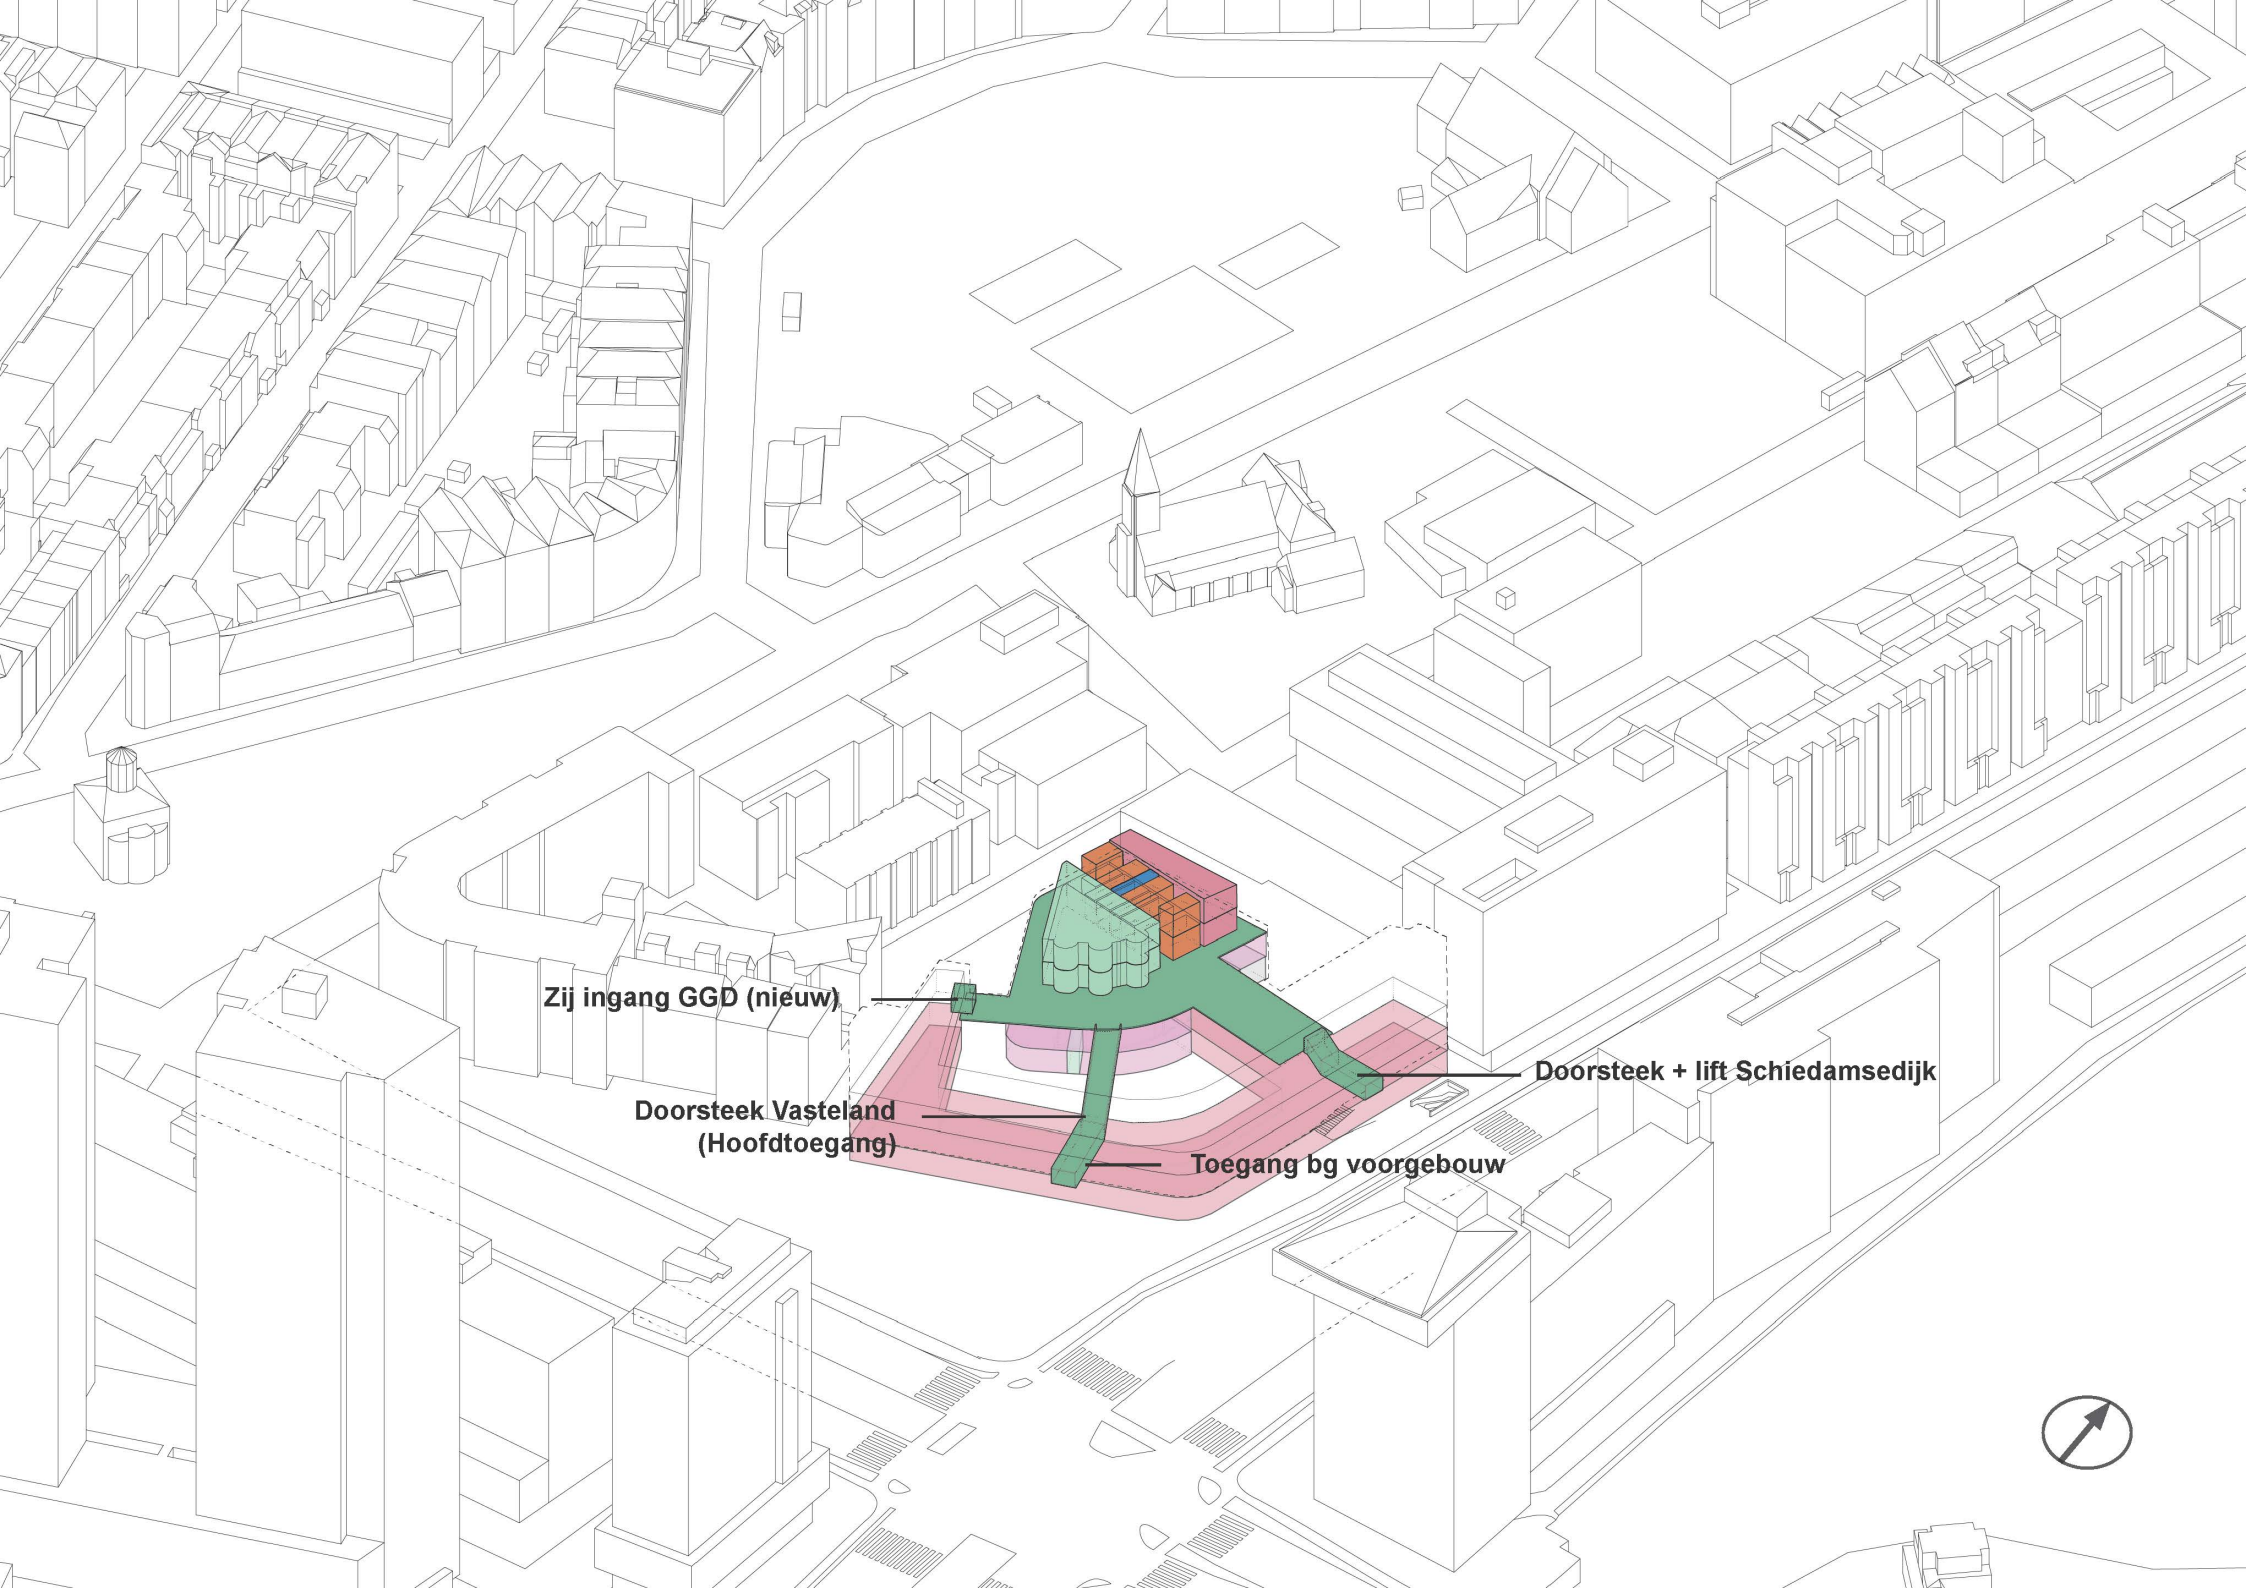 Zij ingang GGD (nieuw)
Doorsteek + lift Schiedamsedijk
Doorsteek Vasteland
(Hoofdtoegang)
Toegang bg voorgebouw